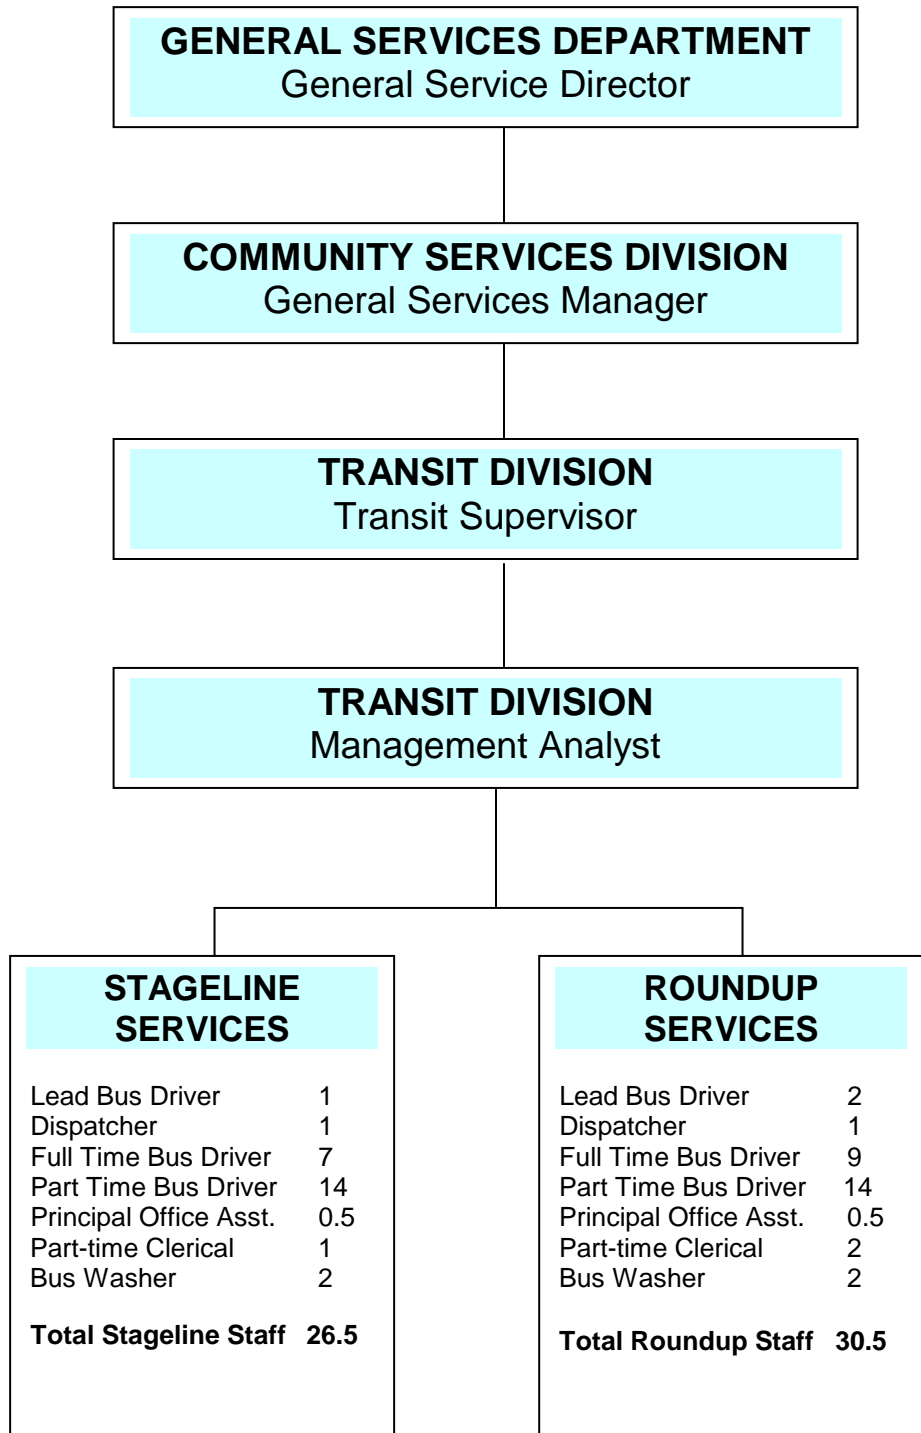 GENERAL SERVICES DEPARTMENT
General Service Director
COMMUNITY SERVICES DIVISION
General Services Manager
TRANSIT DIVISION
Transit Supervisor
TRANSIT DIVISION
Management Analyst
STAGELINE
SERVICES
Lead Bus Driver 1
Dispatcher 1
Full Time Bus Driver 7
Part Time Bus Driver 14
Principal Office Asst. 0.5
Part-time Clerical 1
Bus Washer 2
Total Stageline Staff 26.5
ROUNDUP
SERVICES
Lead Bus Driver 2
Dispatcher 1
Full Time Bus Driver 9
Part Time Bus Driver 14
Principal Office Asst. 0.5
Part-time Clerical 2
Bus Washer 2
Total Roundup Staff 30.5